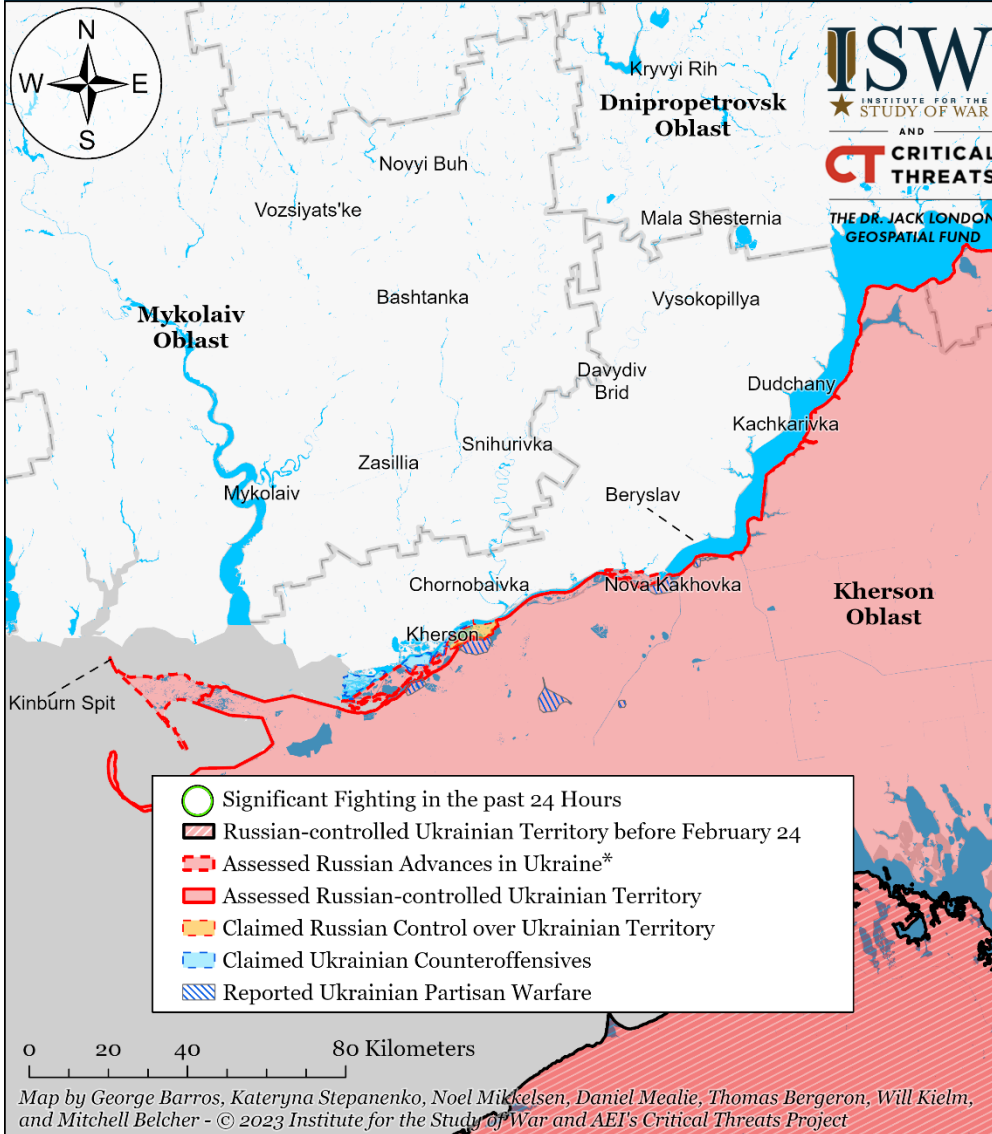 N
W
E
S
ISW
INSTITUTE FOR THE
STUDY OF WAR
AND
CT CRITICAL
THREATS
THE DR. JACK LONDON
GEOSPATIAL FUND
Kryvyi Rih
Dnipropetrovsk
Oblast
Novyi Buh
Vozsiyats'ke
Mala Shesternia
Bashtanka
Vysokopillya
Mykolaiv
Oblast
Davydiv
Brid
Dudchany
Kachkarivka
Snihurivka
Zasillia
Mykolaiv
Beryslav
Chornobaivka
Nova Kakhovka
Kherson
Oblast
Kherson
Kinburn Spit
Significant Fighting in the past 24 Hours
Russian-controlled Ukrainian Territory before February 24
Assessed Russian Advances in Ukraine*
Assessed Russian-controlled Ukrainian Territory
Claimed Russian Control over Ukrainian Territory
Claimed Ukrainian Counteroffensives
Reported Ukrainian Partisan Warfare
0 20 40 80 Kilometers
Map by George Barros, Kateryna Stepanenko, Noel Mikkelsen, Daniel Mealie, Thomas Bergeron, Will Kielm,
and Mitchell Belcher - © 2023 Institute for the Study of War and AEI's Critical Threats Project